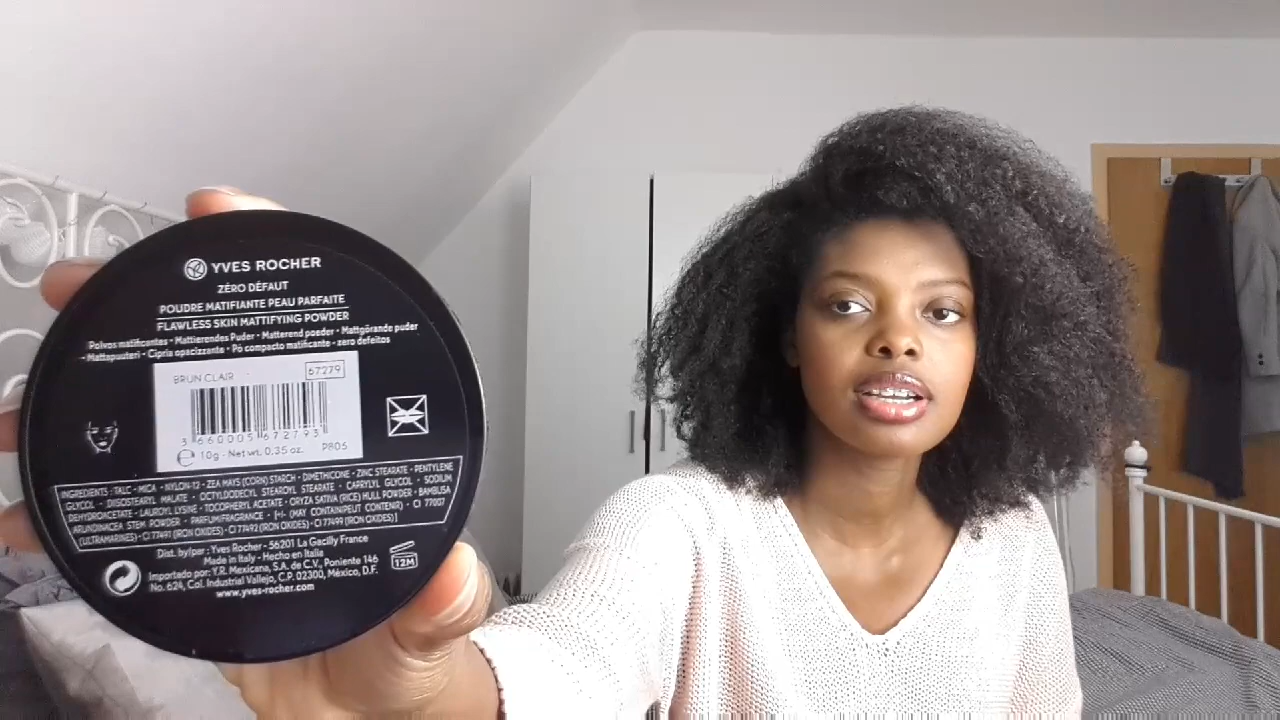 YVES ROCHER
ZÉRO DÉFAUT
POUDRE MATIFIANTE PEAU PARFAITE
FLAWLESS SKIN MATTIFYING POWDER
Polvos matificantes • Mattierendes Puder • Matterend poeder • Mattgörande puder
• Mattapuuteri • Cipria opacizzante • Pó compacto matificante - zero defeitos
BRUN CLAIR
67279
3 660005 672793
e 10g - Net wt. 0.35 oz. P805
INGREDIENTS : TALC • MICA • NYLON-12 • ZEA MAYS (CORN) STARCH • DIMETHICONE • ZINC STEARATE • PENTYLENE
GLYCOL • DIISOSTEARYL MALATE • OCTYLDODECYL STEAROYL STEARATE • CAPRYLYL GLYCOL • SODIUM
DEHYDROACETATE • LAUROYL LYSINE • TOCOPHERYL ACETATE • ORYZA SATIVA (RICE) HULL POWDER • BAMBUSA
ARUNDINACEA STEM POWDER • PARFUM/FRAGRANCE • [+/- (MAY CONTAIN/PEUT CONTENIR) • CI 77007
(ULTRAMARINES) • CI 77491 (IRON OXIDES) • CI 77492 (IRON OXIDES) • CI 77499 (IRON OXIDES)]
Dist. by/par : Yves Rocher - 56201 La Gacilly France
Made in Italy - Hecho en Italia
Importado por: Y.R. Mexicana, S.A. de C.V., Poniente 146
No. 624, Col. Industrial Vallejo, C.P. 02300, México, D.F.
www.yves-rocher.com
12M